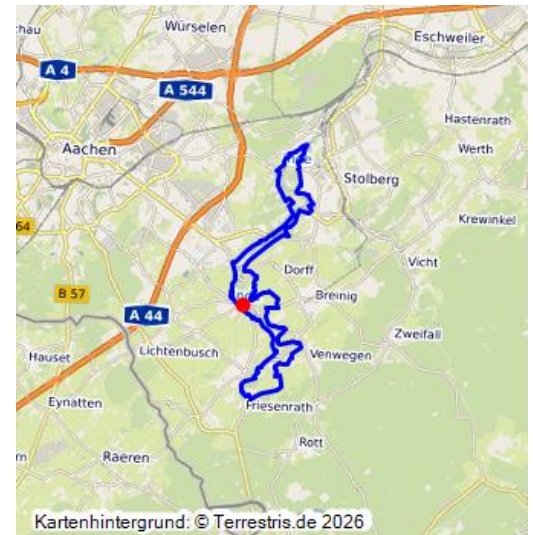 Würselen
Eschweiler
A 4
A 544
Hastenrath
Aachen
Werth
Stolberg
Krewinkel
64
Dorff
Vicht
B 57
Breinig
A 44
Zweifall
Lichtenbusch
Venwegen
Hauset
Eynatten
Friesenrath
Rott
Raeren
Kartenhintergrund: © Terrestris.de 2026